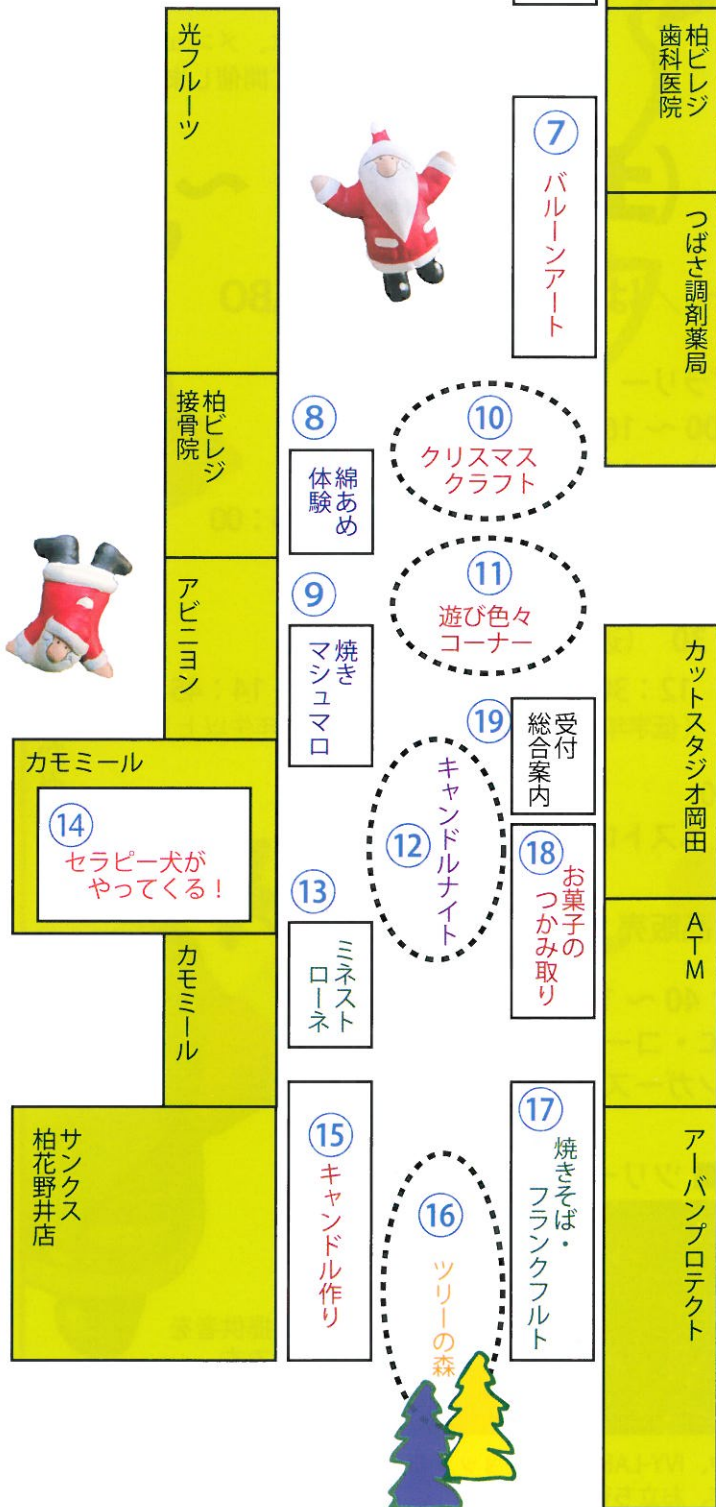 光フルーツ
柏ビレジ
歯科医院
⑦
バルーンアート
つばさ調剤薬局
柏ビレジ
接骨院
⑧
綿あめ
体験
⑩
クリスマス
クラフト
アビニヨン
⑨
焼き
マシュマロ
⑪
遊び色々
コーナー
⑲
受付
総合案内
カットスタジオ岡田
カモミール
⑭
セラピー犬が
やってくる！
⑫
キャンドルナイト
⑱
お菓子の
つかみ取り
ATM
カモミール
⑬
ミネスト
ローネ
サンクス
柏花野井店
⑮
キャンドル作り
⑯
ツリーの森
⑰
焼きそば・
フランクフルト
アーバンプロテクト